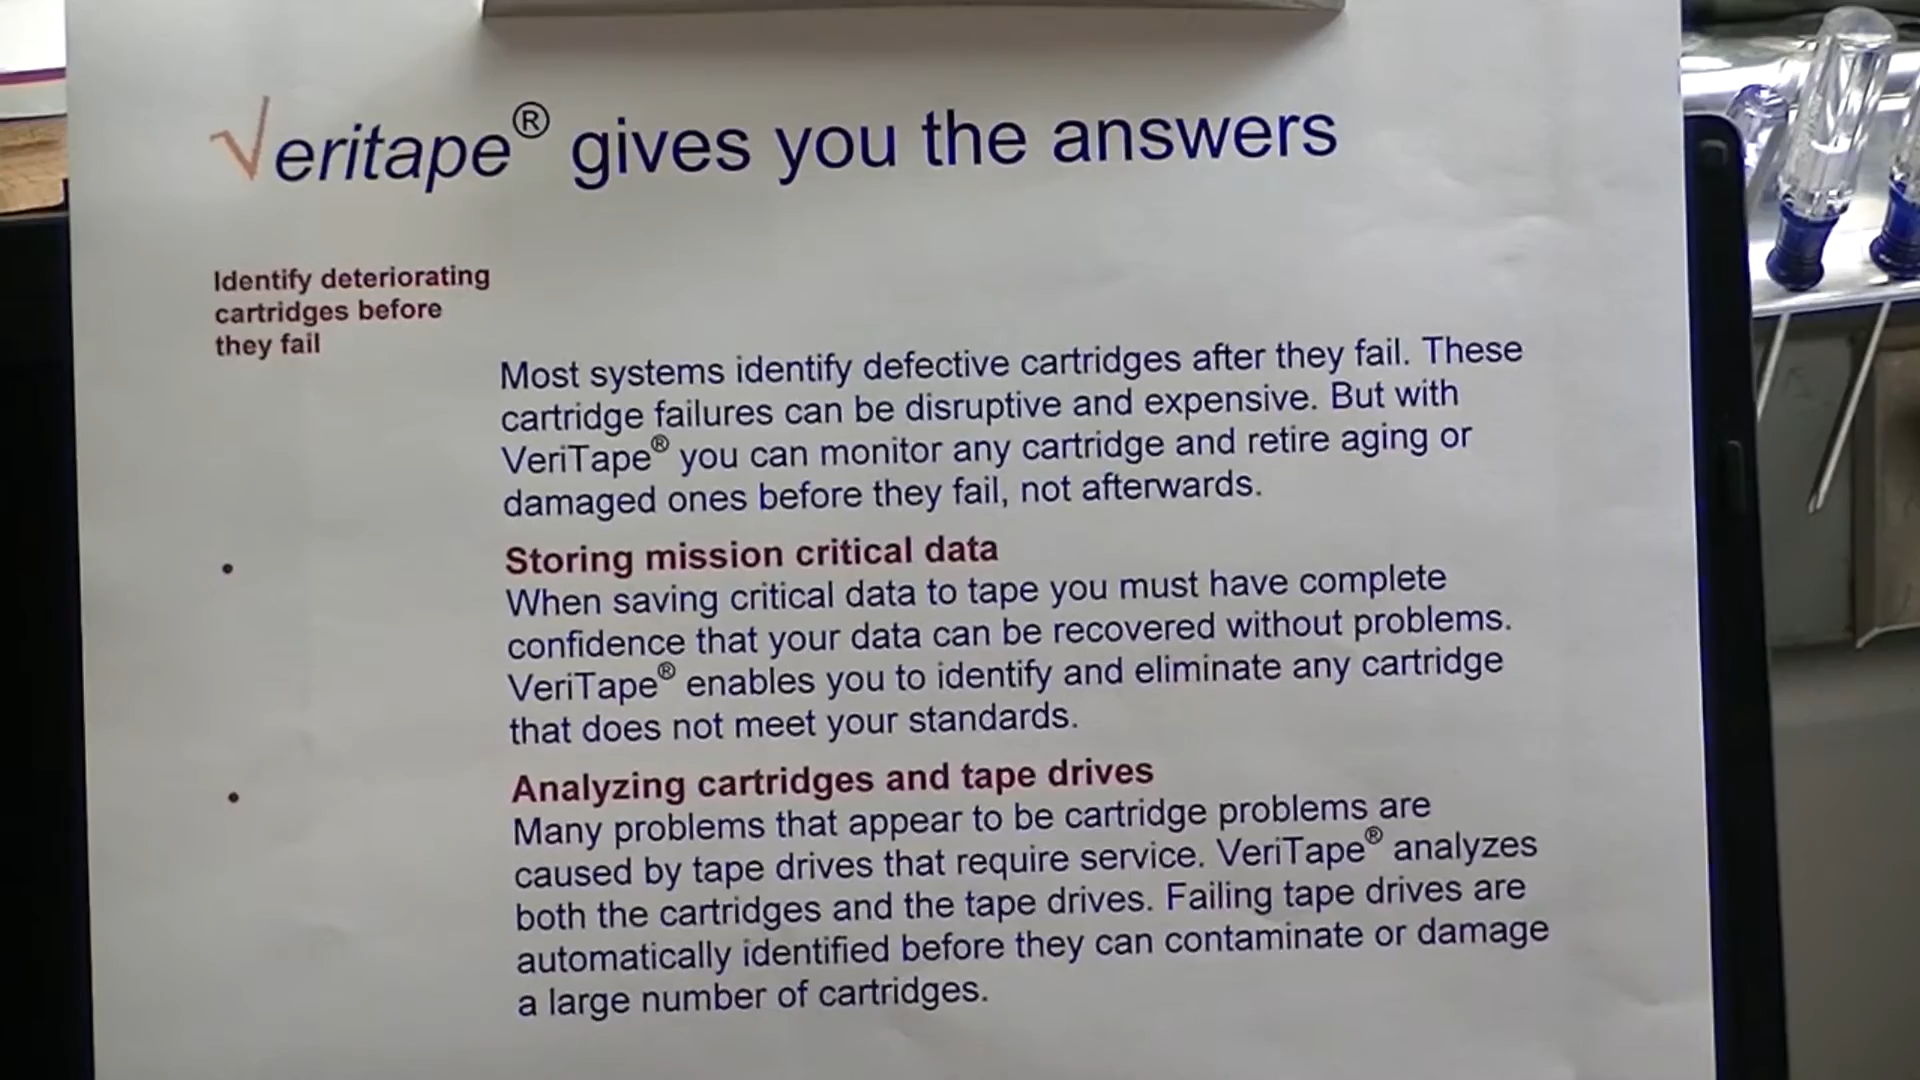 √eritape® gives you the answers
Identify deteriorating
cartridges before
they fail
Most systems identify defective cartridges after they fail. These
cartridge failures can be disruptive and expensive. But with
VeriTape® you can monitor any cartridge and retire aging or
damaged ones before they fail, not afterwards.
• Storing mission critical data
When saving critical data to tape you must have complete
confidence that your data can be recovered without problems.
VeriTape® enables you to identify and eliminate any cartridge
that does not meet your standards.
• Analyzing cartridges and tape drives
Many problems that appear to be cartridge problems are
caused by tape drives that require service. VeriTape® analyzes
both the cartridges and the tape drives. Failing tape drives are
automatically identified before they can contaminate or damage
a large number of cartridges.